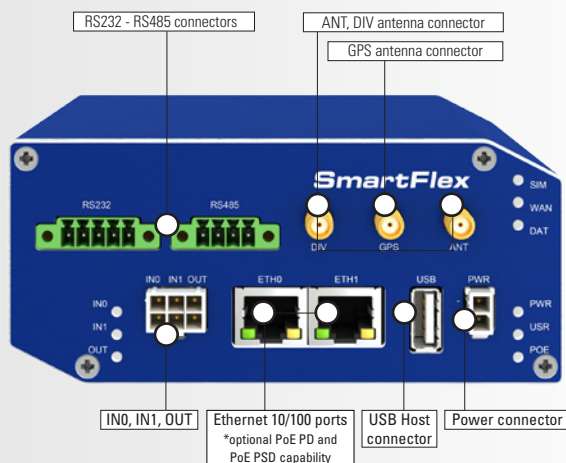 RS232 - RS485 connectors
ANT, DIV antenna connector
GPS antenna connector
SmartFlex
SIM
WAN
DAT
RS232
RS485
DIV
GPS
ANT
IN0 IN1 OUT
ETH0
ETH1
USB
PWR
IN0
IN1
OUT
-
PWR
USR
POE
IN0, IN1, OUT
Ethernet 10/100 ports
*optional PoE PD and
PoE PSD capability
USB Host
connector
Power connector